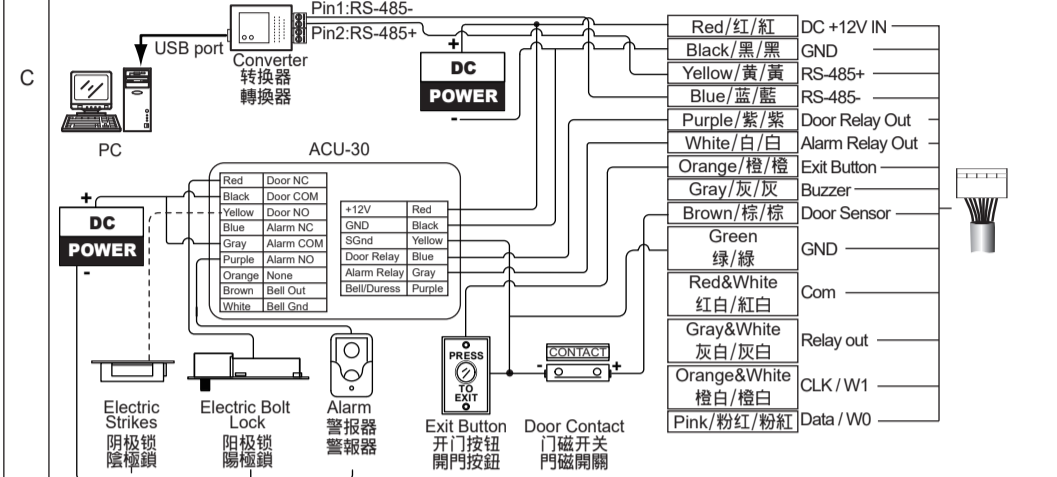 C
Pin1:RS-485-
Pin2:RS-485+
USB port
Converter
转换器
轉換器
PC
+
DC
POWER
-
ACU-30
Red Door NC
Black Door COM
Yellow Door NO
Blue Alarm NC
Gray Alarm COM
Purple Alarm NO
Orange None
Brown Bell Out
White Bell Gnd
+12V Red
GND Black
SGnd Yellow
Door Relay Blue
Alarm Relay Gray
Bell/Duress Purple
+
DC
POWER
-
Electric
Strikes
阴极锁
陰極鎖
Electric Bolt
Lock
阳极锁
陽極鎖
Alarm
警报器
警報器
PRESS
TO
EXIT
Exit Button
开门按钮
開門按鈕
CONTACT
- +
Door Contact
门磁开关
門磁開關
Red/红/紅 DC +12V IN
Black/黑/黑 GND
Yellow/黄/黃 RS-485+
Blue/蓝/藍 RS-485-
Purple/紫/紫 Door Relay Out
White/白/白 Alarm Relay Out
Orange/橙/橙 Exit Button
Gray/灰/灰 Buzzer
Brown/棕/棕 Door Sensor
Green
绿/綠 GND
Red&White
红白/紅白 Com
Gray&White
灰白/灰白 Relay out
Orange&White
橙白/橙白 CLK / W1
Pink/粉红/粉紅 Data / W0